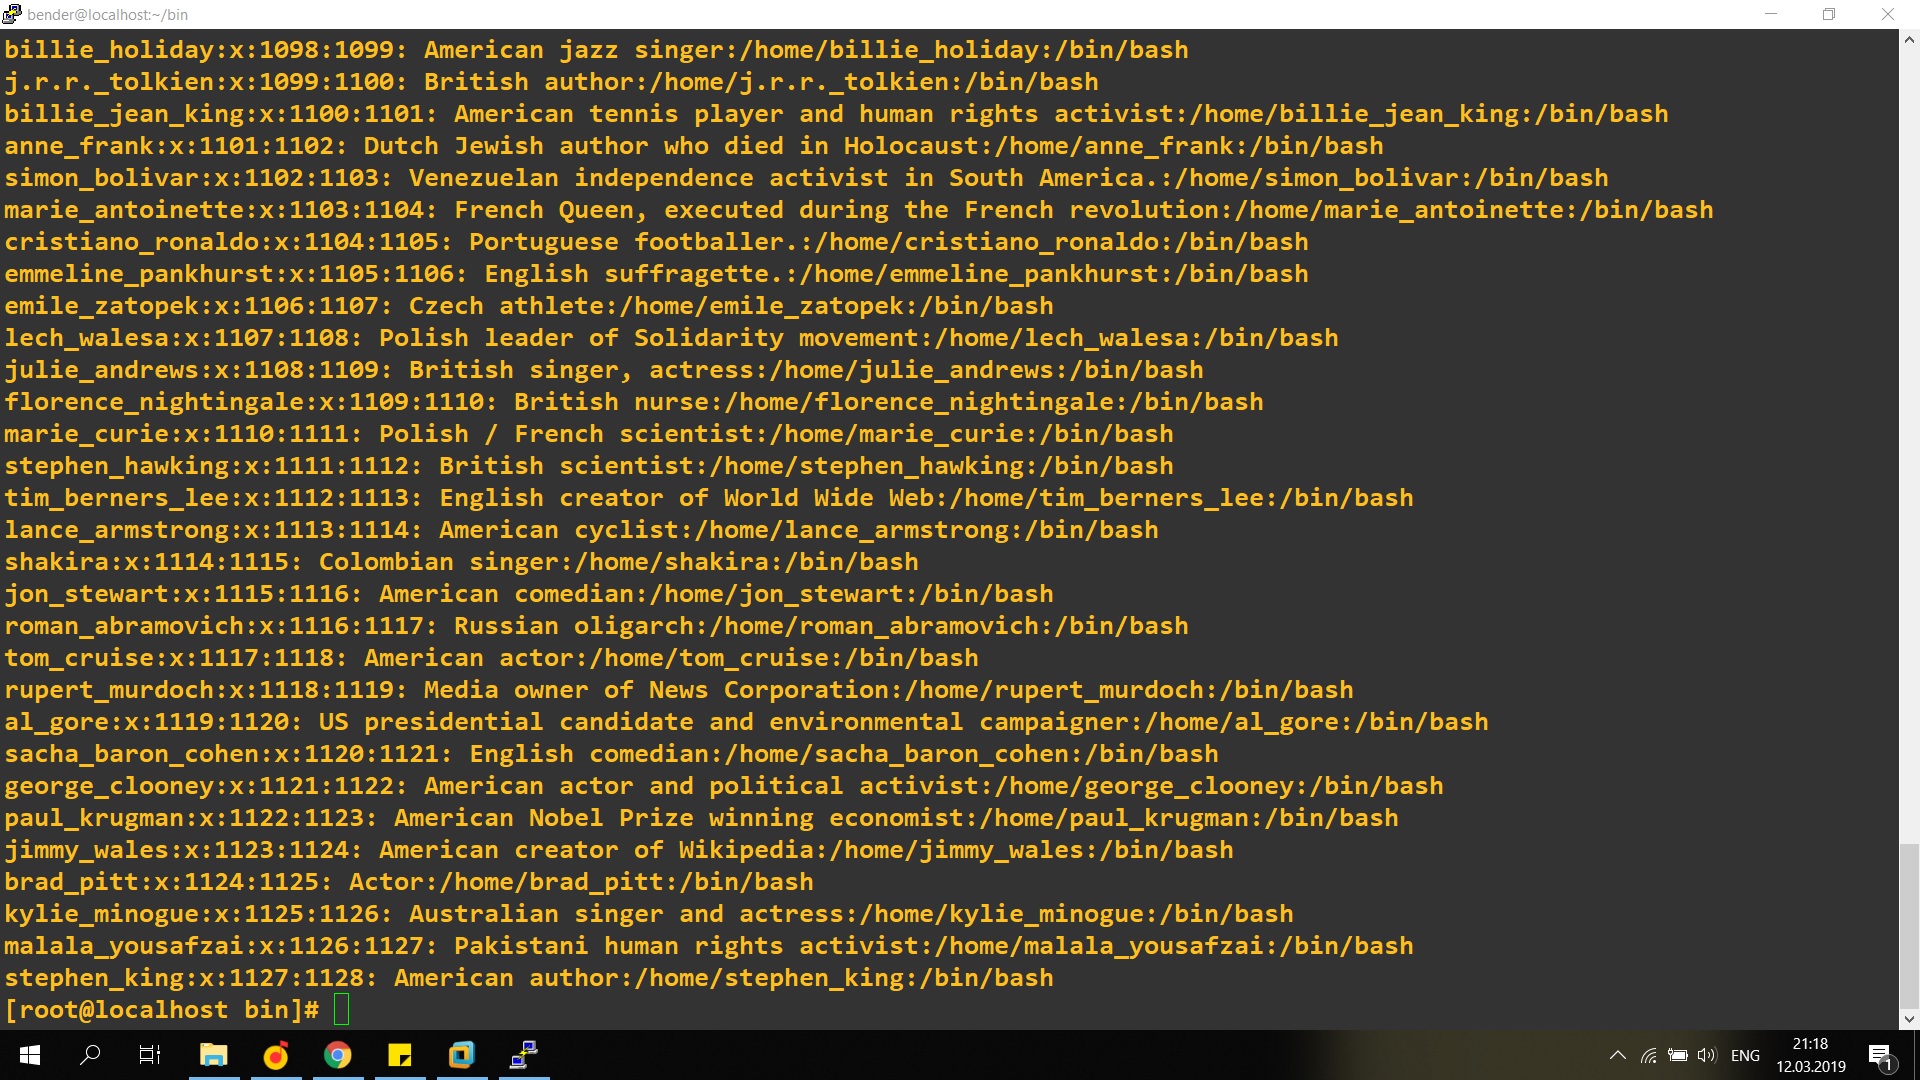 bender@localhost:~/bin
billie_holiday:x:1098:1099: American jazz singer:/home/billie_holiday:/bin/bash
j.r.r._tolkien:x:1099:1100: British author:/home/j.r.r._tolkien:/bin/bash
billie_jean_king:x:1100:1101: American tennis player and human rights activist:/home/billie_jean_king:/bin/bash
anne_frank:x:1101:1102: Dutch Jewish author who died in Holocaust:/home/anne_frank:/bin/bash
simon_bolivar:x:1102:1103: Venezuelan independence activist in South America.:/home/simon_bolivar:/bin/bash
marie_antoinette:x:1103:1104: French Queen, executed during the French revolution:/home/marie_antoinette:/bin/bash
cristiano_ronaldo:x:1104:1105: Portuguese footballer.:/home/cristiano_ronaldo:/bin/bash
emmeline_pankhurst:x:1105:1106: English suffragette.:/home/emmeline_pankhurst:/bin/bash
emile_zatopek:x:1106:1107: Czech athlete:/home/emile_zatopek:/bin/bash
lech_walesa:x:1107:1108: Polish leader of Solidarity movement:/home/lech_walesa:/bin/bash
julie_andrews:x:1108:1109: British singer, actress:/home/julie_andrews:/bin/bash
florence_nightingale:x:1109:1110: British nurse:/home/florence_nightingale:/bin/bash
marie_curie:x:1110:1111: Polish / French scientist:/home/marie_curie:/bin/bash
stephen_hawking:x:1111:1112: British scientist:/home/stephen_hawking:/bin/bash
tim_berners_lee:x:1112:1113: English creator of World Wide Web:/home/tim_berners_lee:/bin/bash
lance_armstrong:x:1113:1114: American cyclist:/home/lance_armstrong:/bin/bash
shakira:x:1114:1115: Colombian singer:/home/shakira:/bin/bash
jon_stewart:x:1115:1116: American comedian:/home/jon_stewart:/bin/bash
roman_abramovich:x:1116:1117: Russian oligarch:/home/roman_abramovich:/bin/bash
tom_cruise:x:1117:1118: American actor:/home/tom_cruise:/bin/bash
rupert_murdoch:x:1118:1119: Media owner of News Corporation:/home/rupert_murdoch:/bin/bash
al_gore:x:1119:1120: US presidential candidate and environmental campaigner:/home/al_gore:/bin/bash
sacha_baron_cohen:x:1120:1121: English comedian:/home/sacha_baron_cohen:/bin/bash
george_clooney:x:1121:1122: American actor and political activist:/home/george_clooney:/bin/bash
paul_krugman:x:1122:1123: American Nobel Prize winning economist:/home/paul_krugman:/bin/bash
jimmy_wales:x:1123:1124: American creator of Wikipedia:/home/jimmy_wales:/bin/bash
brad_pitt:x:1124:1125: Actor:/home/brad_pitt:/bin/bash
kylie_minogue:x:1125:1126: Australian singer and actress:/home/kylie_minogue:/bin/bash
malala_yousafzai:x:1126:1127: Pakistani human rights activist:/home/malala_yousafzai:/bin/bash
stephen_king:x:1127:1128: American author:/home/stephen_king:/bin/bash
[root@localhost bin]#
ENG
21:18
12.03.2019
1